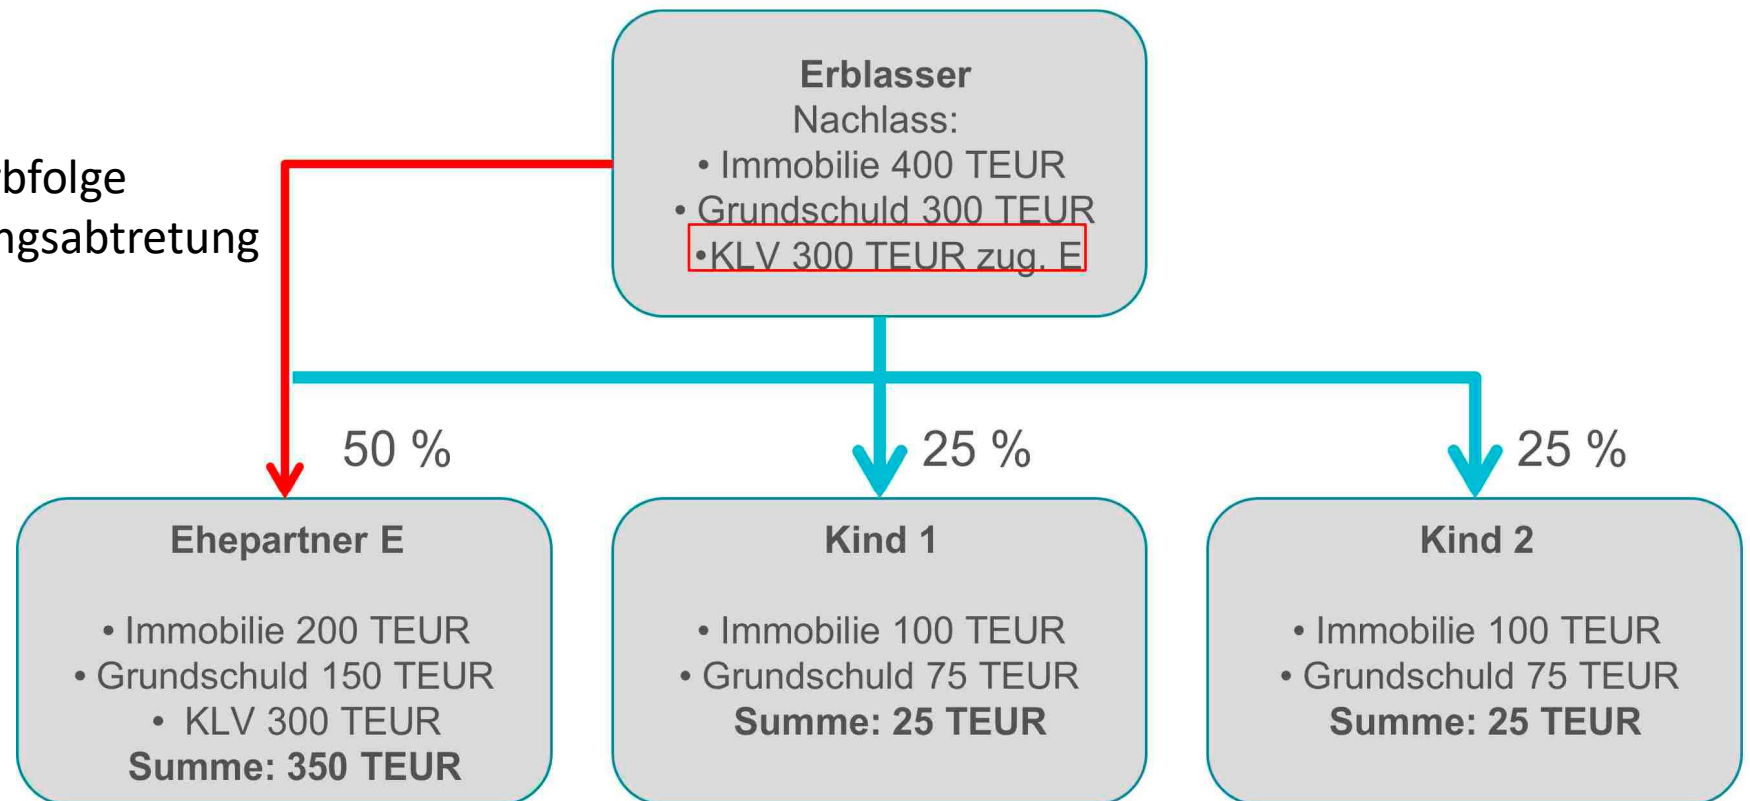 Erblasser
Nachlass:
• Immobilie 400 TEUR
• Grundschuld 300 TEUR
•KLV 300 TEUR zug. E
rbfolge
ngsabtretung
50 %
25 %
25 %
Ehepartner E
• Immobilie 200 TEUR
• Grundschuld 150 TEUR
• KLV 300 TEUR
Summe: 350 TEUR
Kind 1
• Immobilie 100 TEUR
• Grundschuld 75 TEUR
Summe: 25 TEUR
Kind 2
• Immobilie 100 TEUR
• Grundschuld 75 TEUR
Summe: 25 TEUR